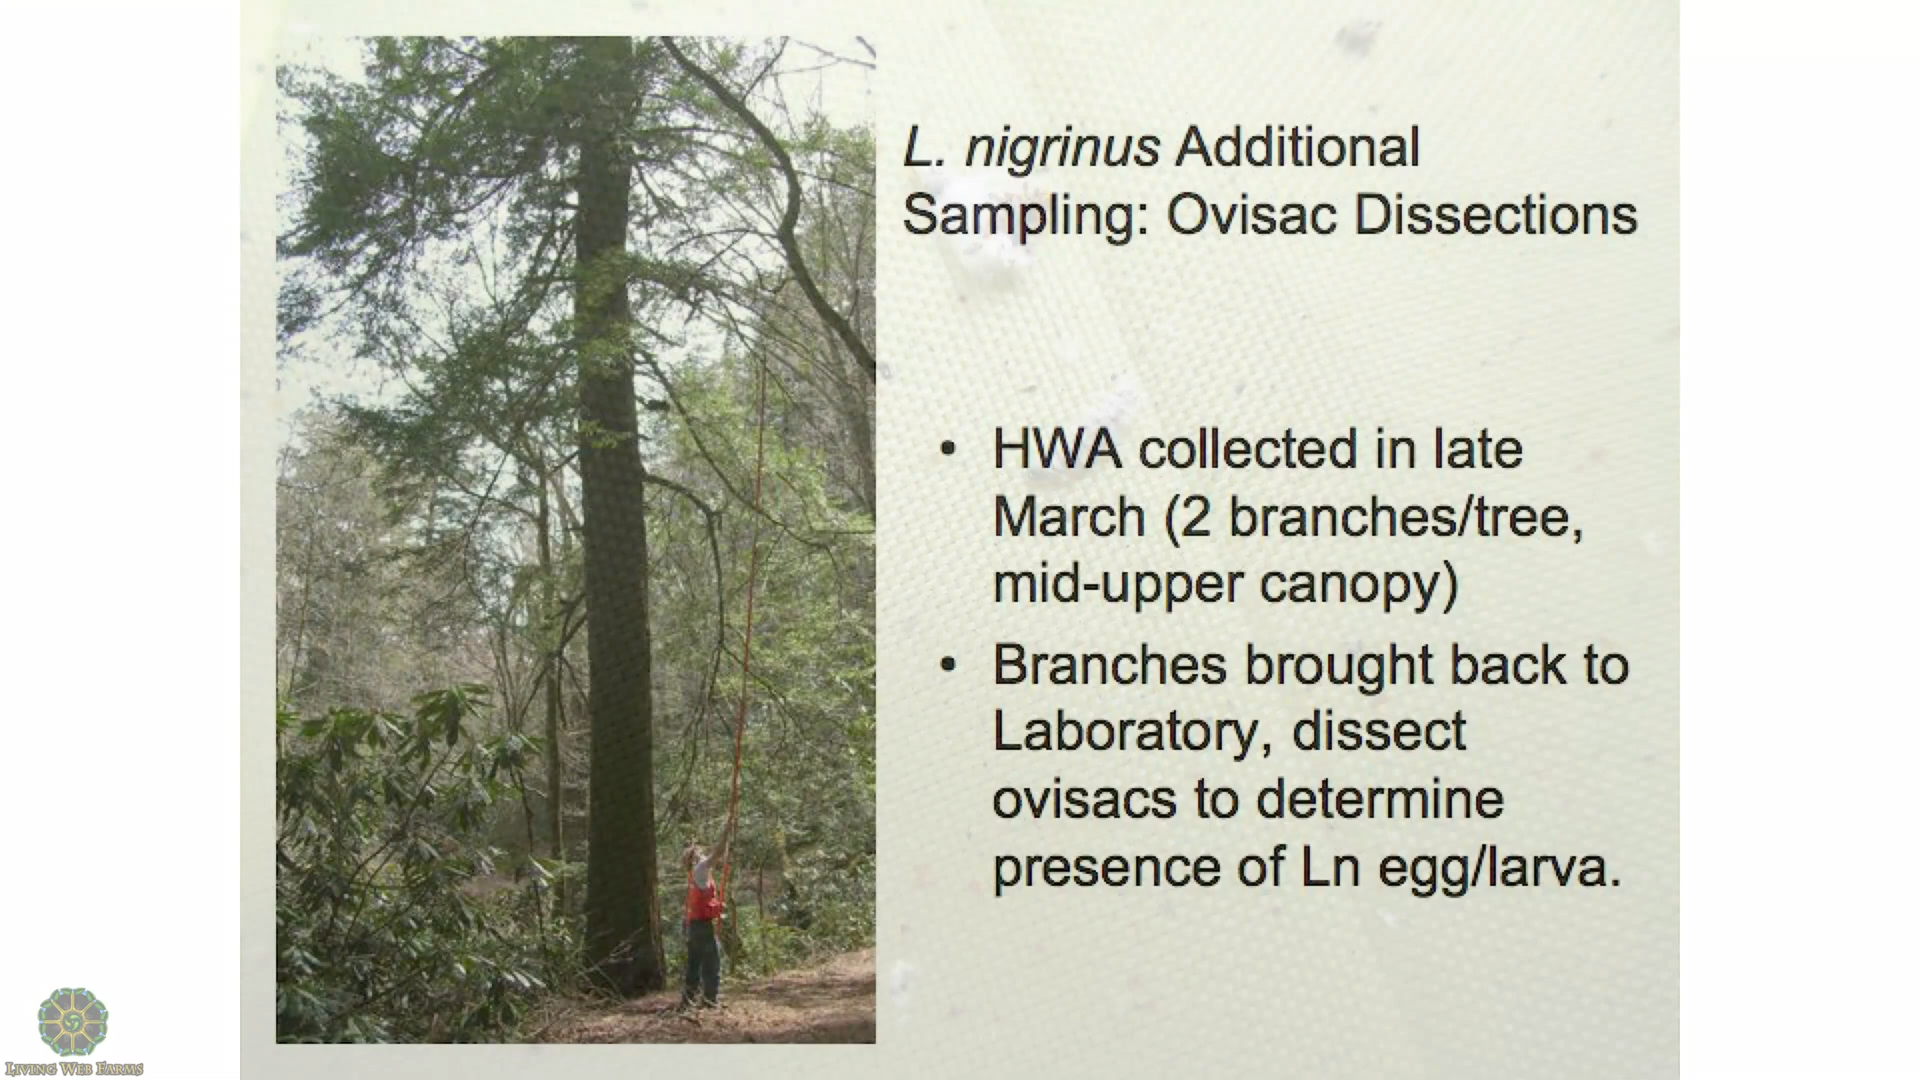 L. nigrinus Additional
Sampling: Ovisac Dissections
• HWA collected in late
March (2 branches/tree,
mid-upper canopy)
• Branches brought back to
Laboratory, dissect
ovisacs to determine
presence of Ln egg/larva.
Living Web Farms